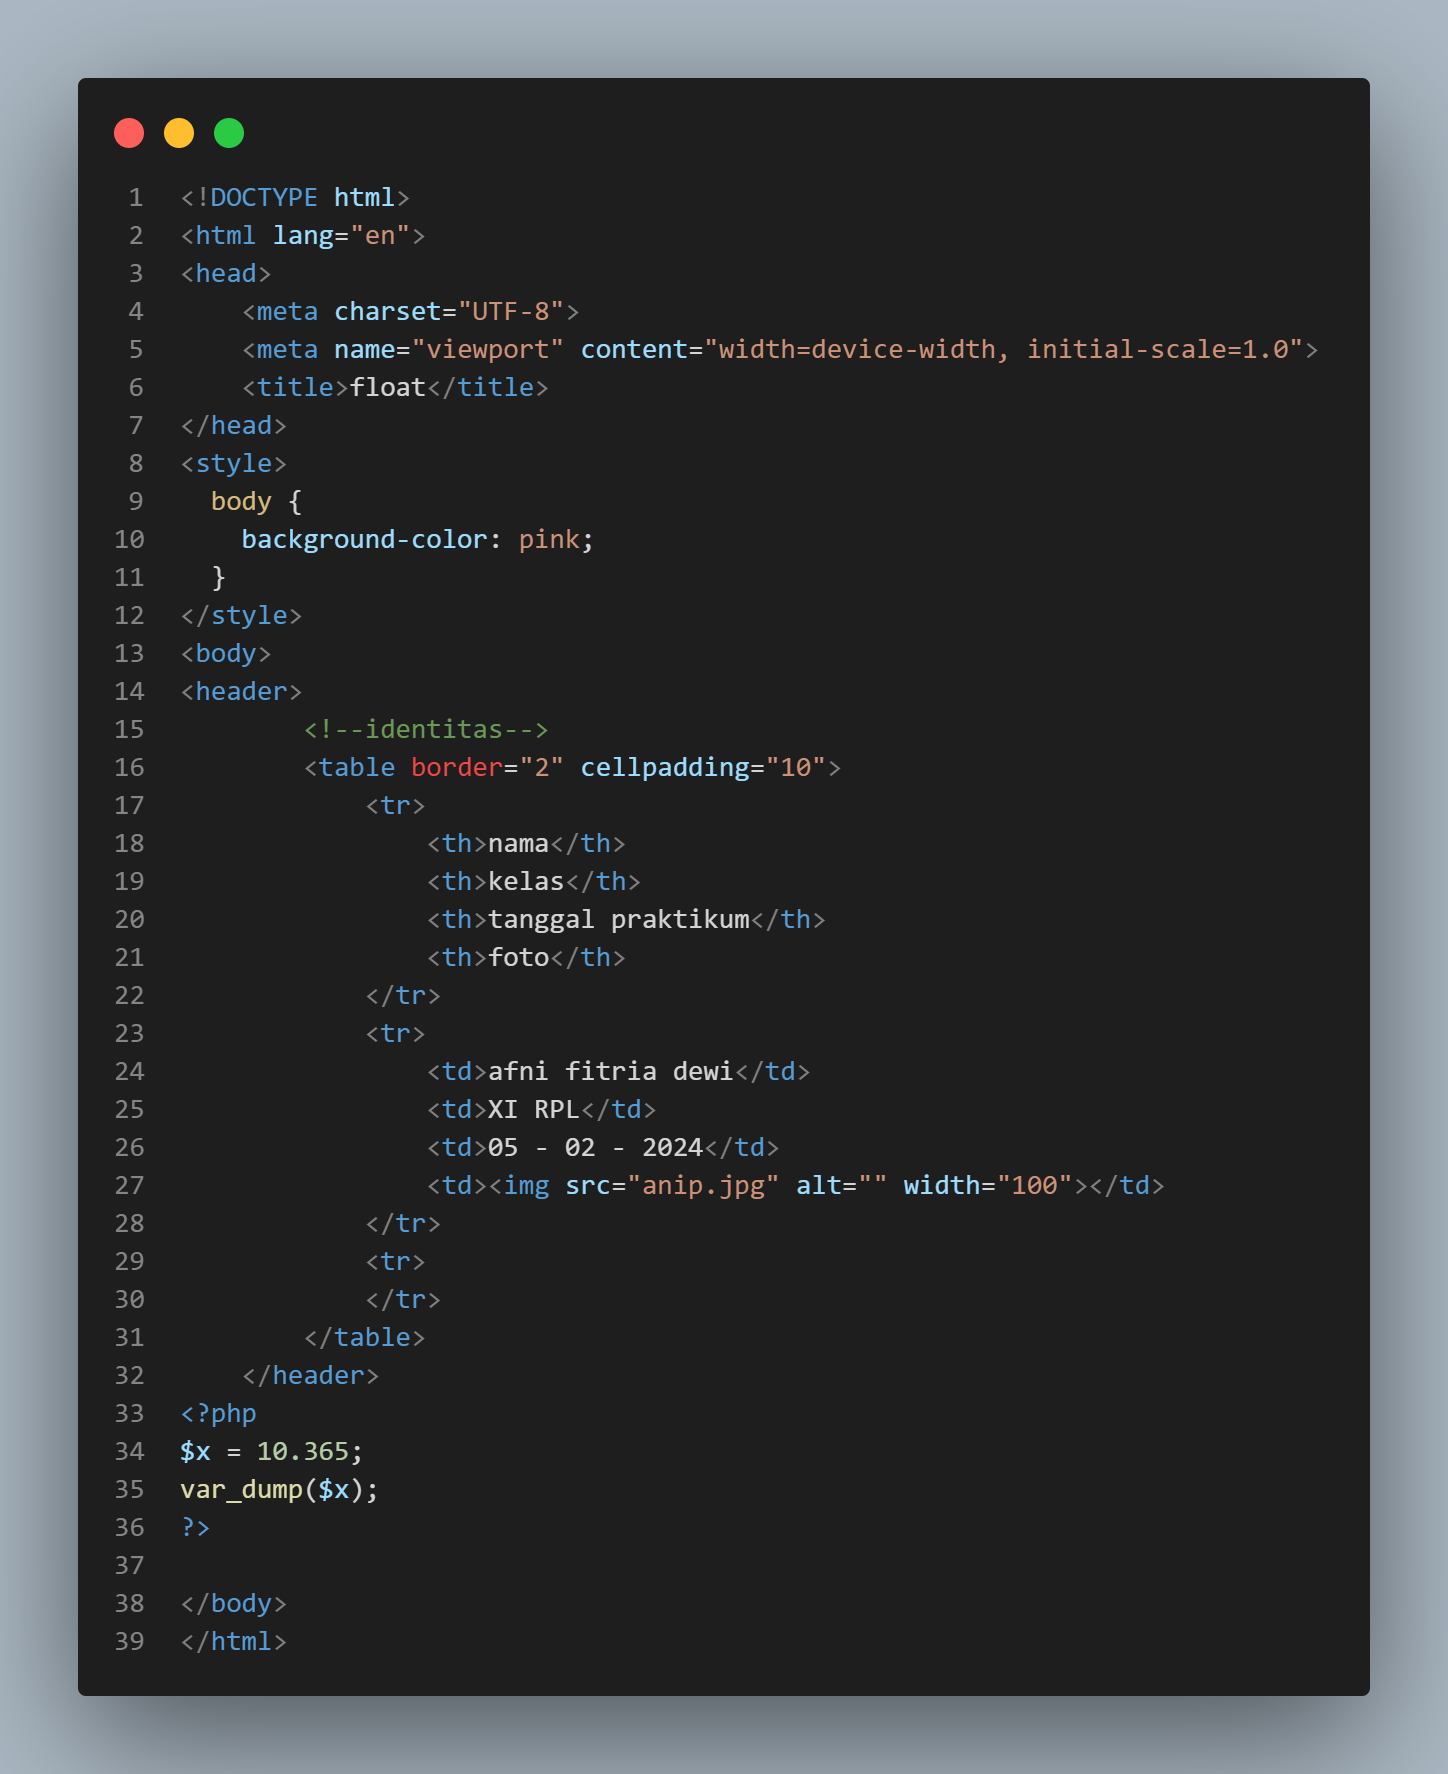 1 <!DOCTYPE html>
2 <html lang="en">
3 <head>
4     <meta charset="UTF-8">
5     <meta name="viewport" content="width=device-width, initial-scale=1.0">
6     <title>float</title>
7 </head>
8 <style>
9   body {
10     background-color: pink;
11   }
12 </style>
13 <body>
14 <header>
15         <!--identitas-->
16         <table border="2" cellpadding="10">
17             <tr>
18                 <th>nama</th>
19                 <th>kelas</th>
20                 <th>tanggal praktikum</th>
21                 <th>foto</th>
22             </tr>
23             <tr>
24                 <td>afni fitria dewi</td>
25                 <td>XI RPL</td>
26                 <td>05 - 02 - 2024</td>
27                 <td><img src="anip.jpg" alt="" width="100"></td>
28             </tr>
29             <tr>
30             </tr>
31         </table>
32     </header>
33 <?php
34 $x = 10.365;
35 var_dump($x);
36 ?>
37
38 </body>
39 </html>